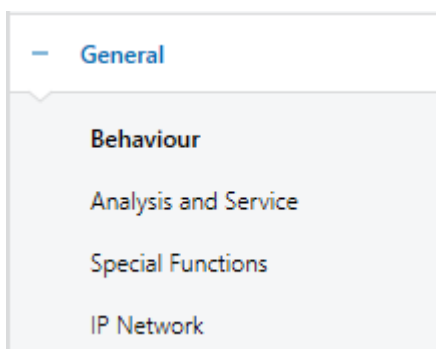 General
Behaviour
Analysis and Service
Special Functions
IP Network